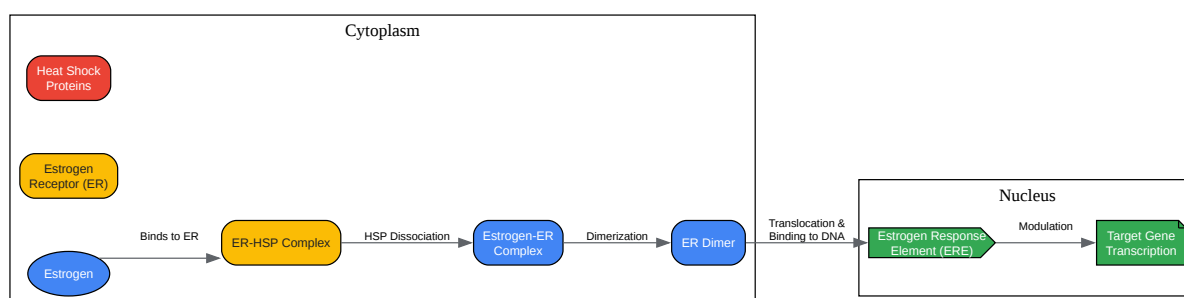 Cytoplasm
Heat Shock
Proteins
Estrogen
Receptor (ER)
Estrogen
Binds to ER
ER-HSP Complex
HSP Dissociation
Estrogen-ER
Complex
Dimerization
ER Dimer
Translocation &
Binding to DNA
Nucleus
Estrogen Response
Element (ERE)
Modulation
Target Gene
Transcription